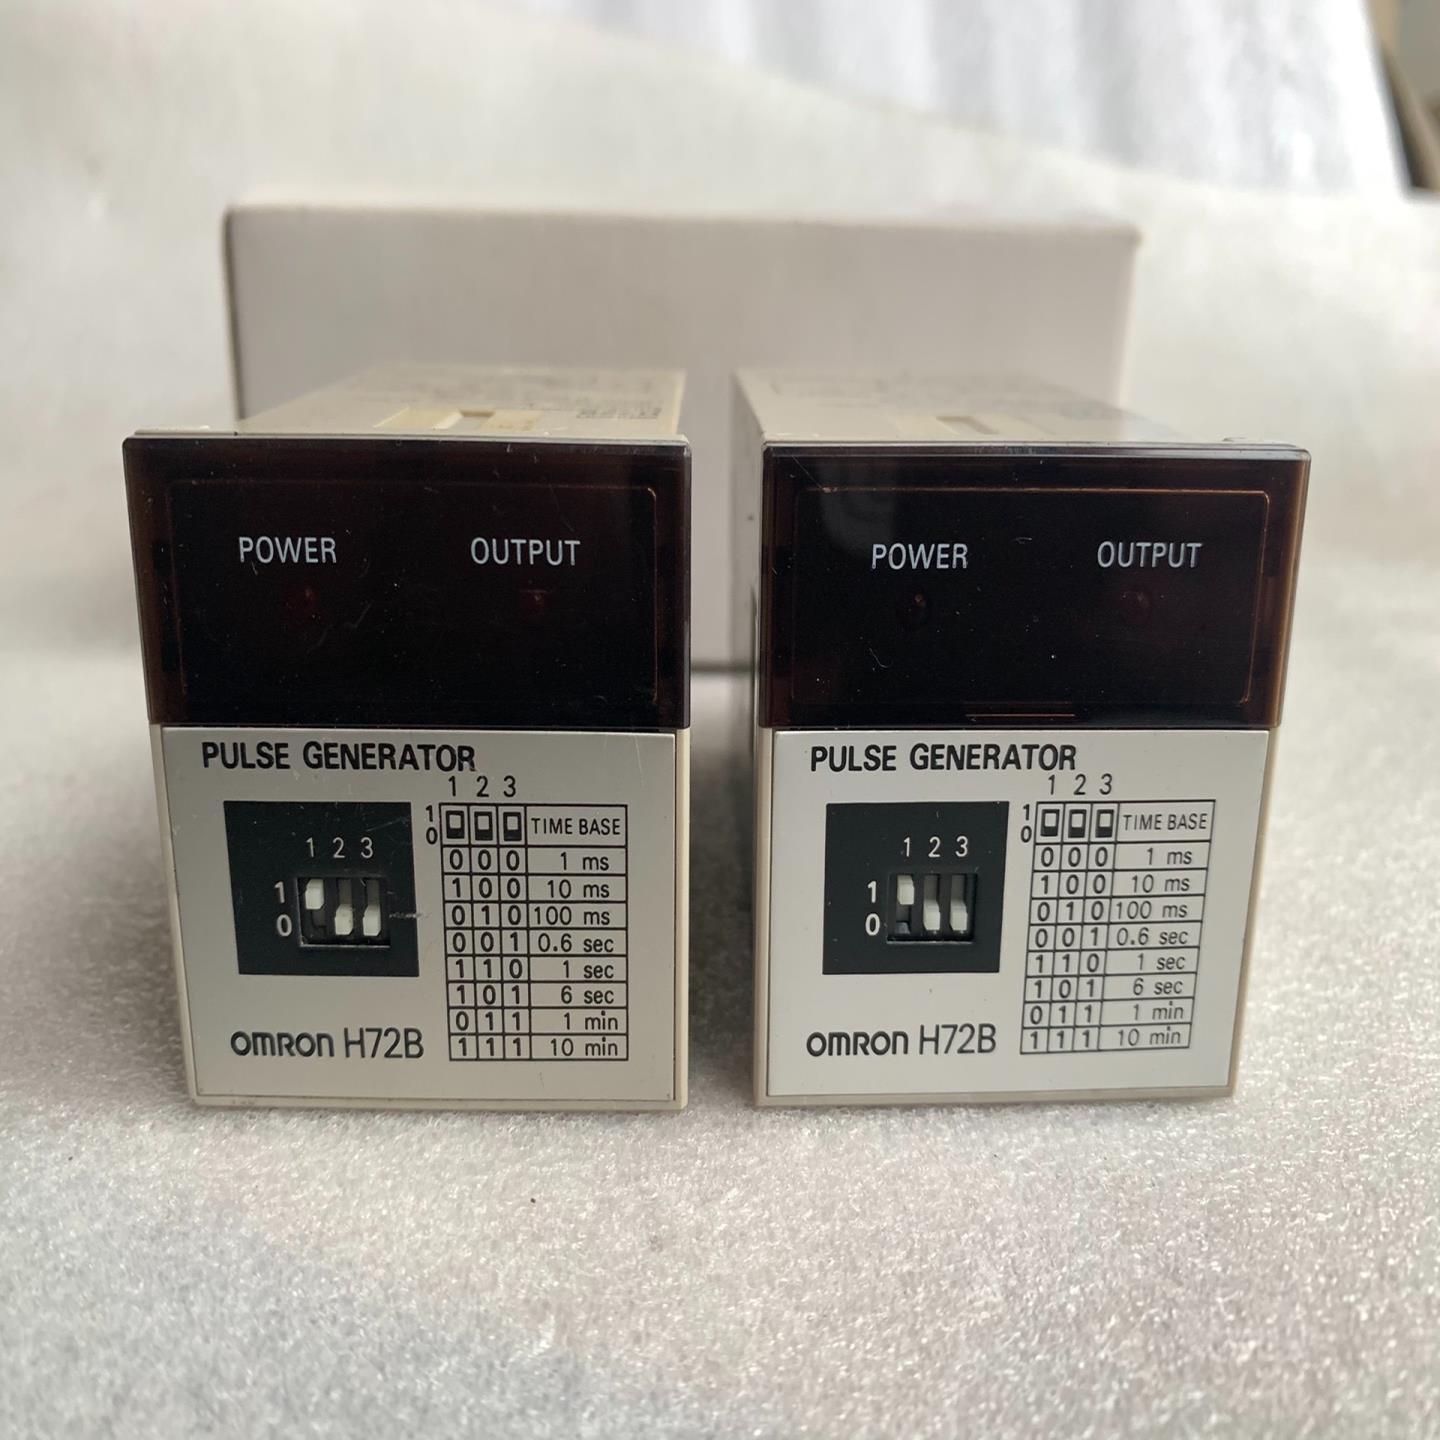 POWER OUTPUT
PULSE GENERATOR
1 2 3
1
0
TIME BASE
0 0 0 1 ms
1 0 0 10 ms
0 1 0 100 ms
0 0 1 0.6 sec
1 1 0 1 sec
1 0 1 6 sec
0 1 1 1 min
1 1 1 10 min
1 2 3
1
0
OMRON H72B
POWER OUTPUT
PULSE GENERATOR
1 2 3
1
0
TIME BASE
0 0 0 1 ms
1 0 0 10 ms
0 1 0 100 ms
0 0 1 0.6 sec
1 1 0 1 sec
1 0 1 6 sec
0 1 1 1 min
1 1 1 10 min
1 2 3
1
0
OMRON H72B